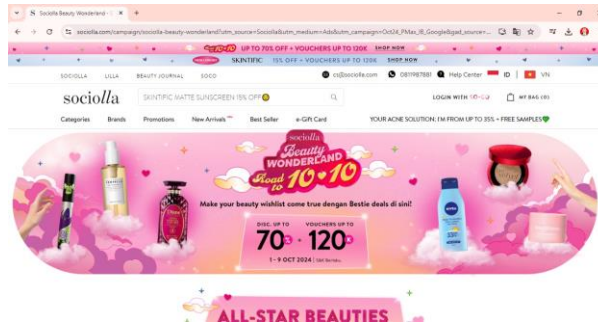 Sociolla Beauty Wonderland -
sociolla.com/campaign/sociolla-beauty-wonderland?utm_source=Sociolla&utm_medium=Ads&utm_campaign=Oct24_PMax_IB_Google&gad_source=...
10•10 UP TO 70% OFF + VOUCHERS UP TO 120K SHOP NOW
SKINTIFIC 15% OFF + VOUCHERS UP TO 120K SHOP NOW
SOCIOLLA LILLA BEAUTY JOURNAL SOCO cs@sociolla.com 0811987881 Help Center ID | VN
sociolla SKINTIFIC MATTE SUNSCREEN 15% OFF LOGIN WITH SOCO MY BAG (0)
Categories Brands Promotions New Arrivals Best Seller e-Gift Card YOUR ACNE SOLUTION: I'M FROM UP TO 35% + FREE SAMPLES
sociolla
Beauty
WONDERLAND
Road to 10•10
Make your beauty wishlist come true dengan Bestie deals di sini!
DISC. UP TO VOUCHERS UP TO
70% + 120K
1 - 9 OCT 2024 |
NIVEA
ALL-STAR BEAUTIES